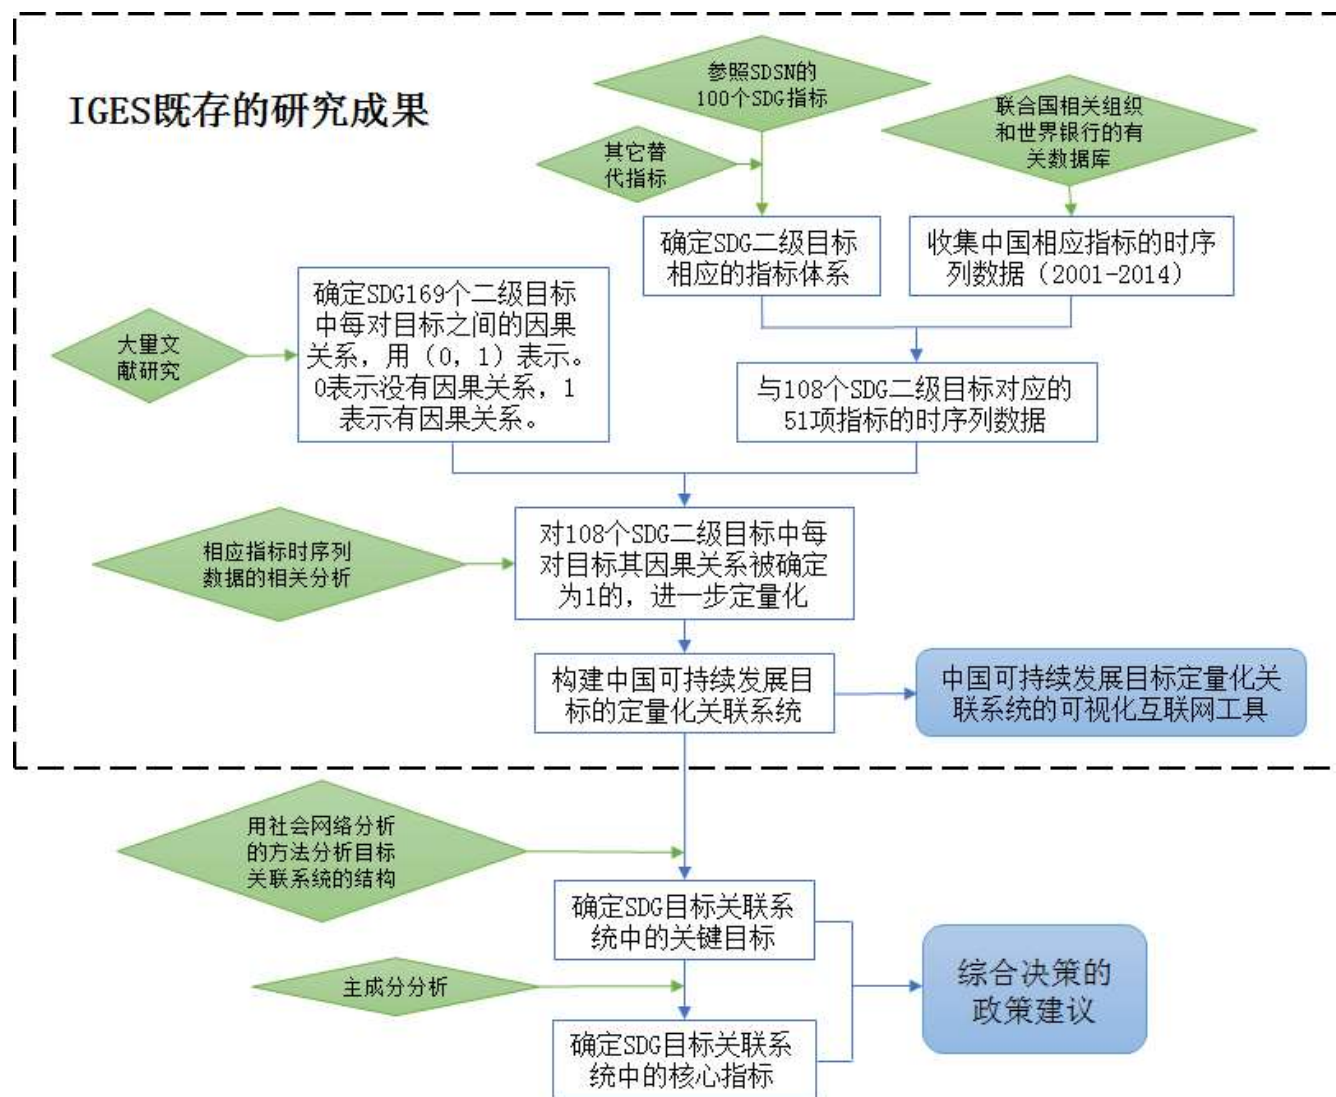 IGES既存的研究成果
参照SDSN的
100个SDG指标
联合国相关组织
和世界银行的有
关数据库
其它替
代指标
确定SDG二级目标
相应的指标体系
收集中国相应指标的时序
列数据（2001-2014）
大量文
献研究
确定SDG169个二级目标
中每对目标之间的因果
关系，用（0，1）表示。
0表示没有因果关系，1
表示有因果关系。
与108个SDG二级目标对应的
51项指标的时序列数据
相应指标时序列
数据的相关分析
对108个SDG二级目标中每
对目标其因果关系被确定
为1的，进一步定量化
构建中国可持续发展目
标的定量化关联系统
中国可持续发展目标定量化关
联系统的可视化互联网工具
用社会网络分析
的方法分析目标
关联系统的结构
确定SDG目标关联系
统中的关键目标
主成分分析
综合决策的
政策建议
确定SDG目标关联系
统中的核心指标